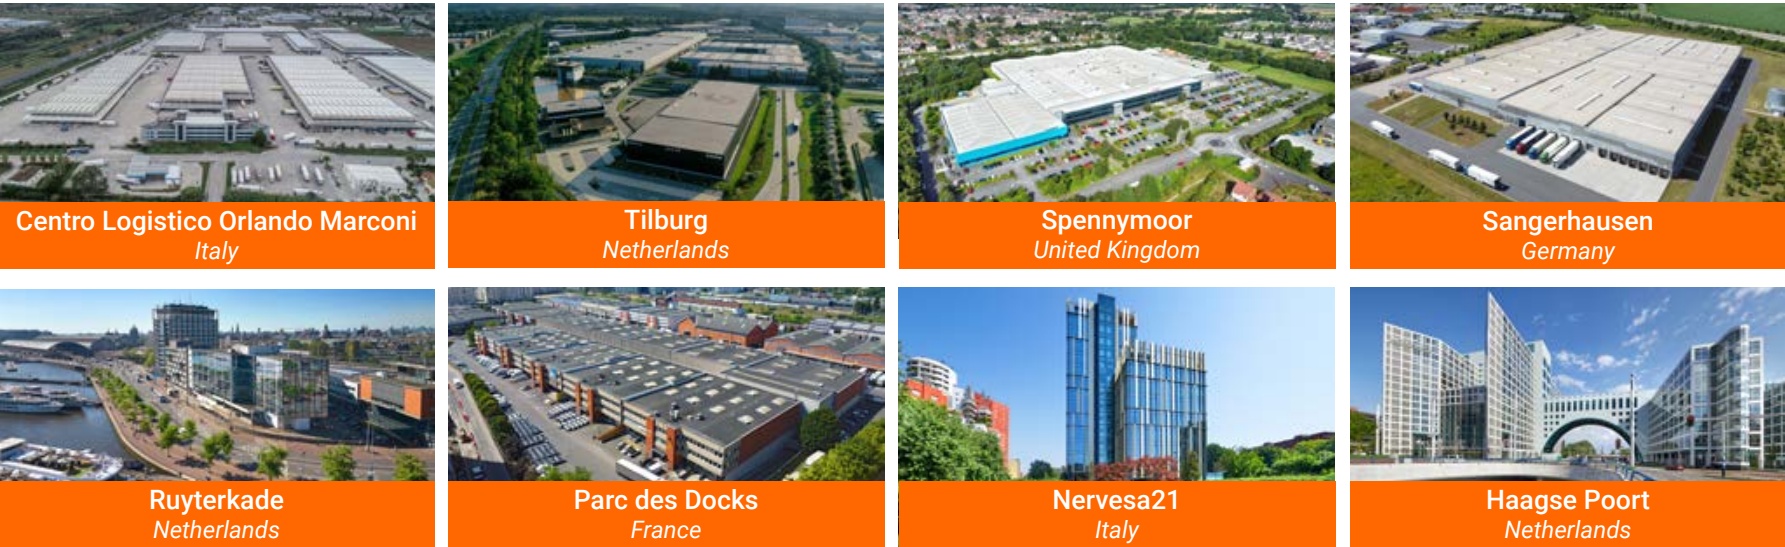 Centro Logistico Orlando Marconi
Italy
Tilburg
Netherlands
Spennymoor
United Kingdom
Sangerhausen
Germany
Ruyterkade
Netherlands
Parc des Docks
France
Nervesa21
Italy
Haagse Poort
Netherlands